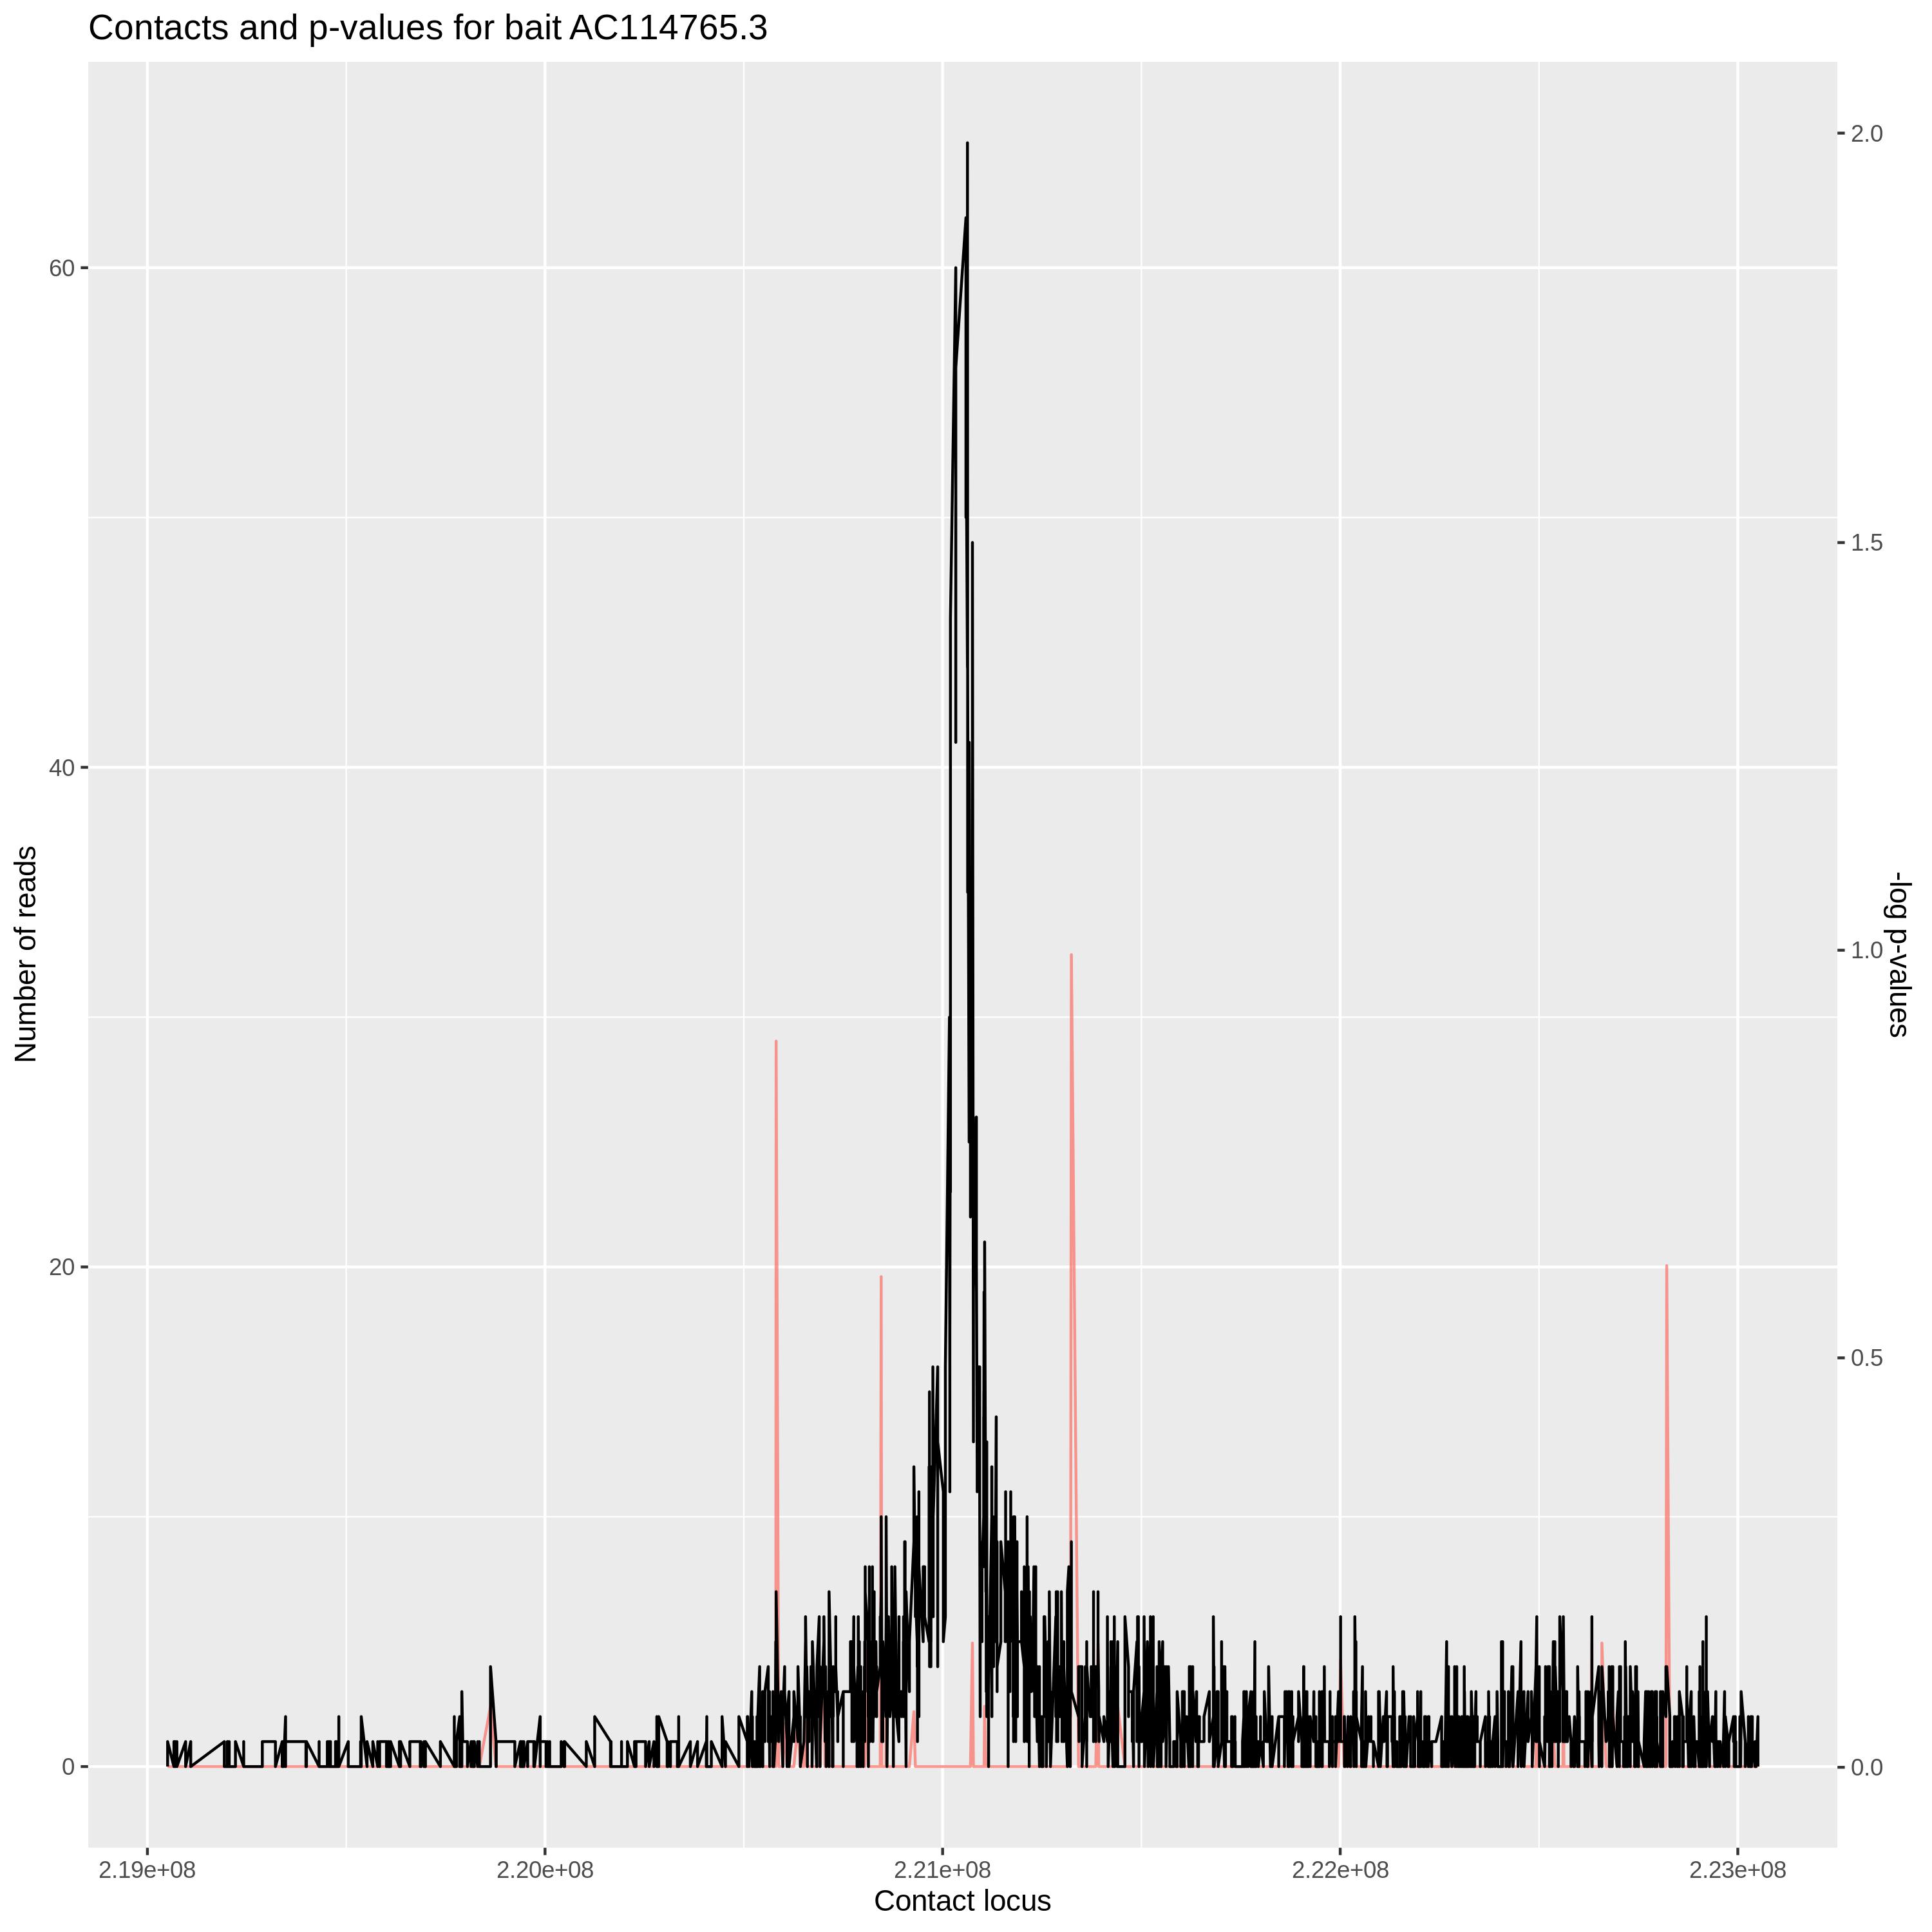 Contacts and p-values for bait AC114765.3
60
40
20
0
Number of reads
2.0
1.5
1.0
0.5
0.0
-log p-values
2.19e+08 2.20e+08 2.21e+08 2.22e+08 2.23e+08
Contact locus